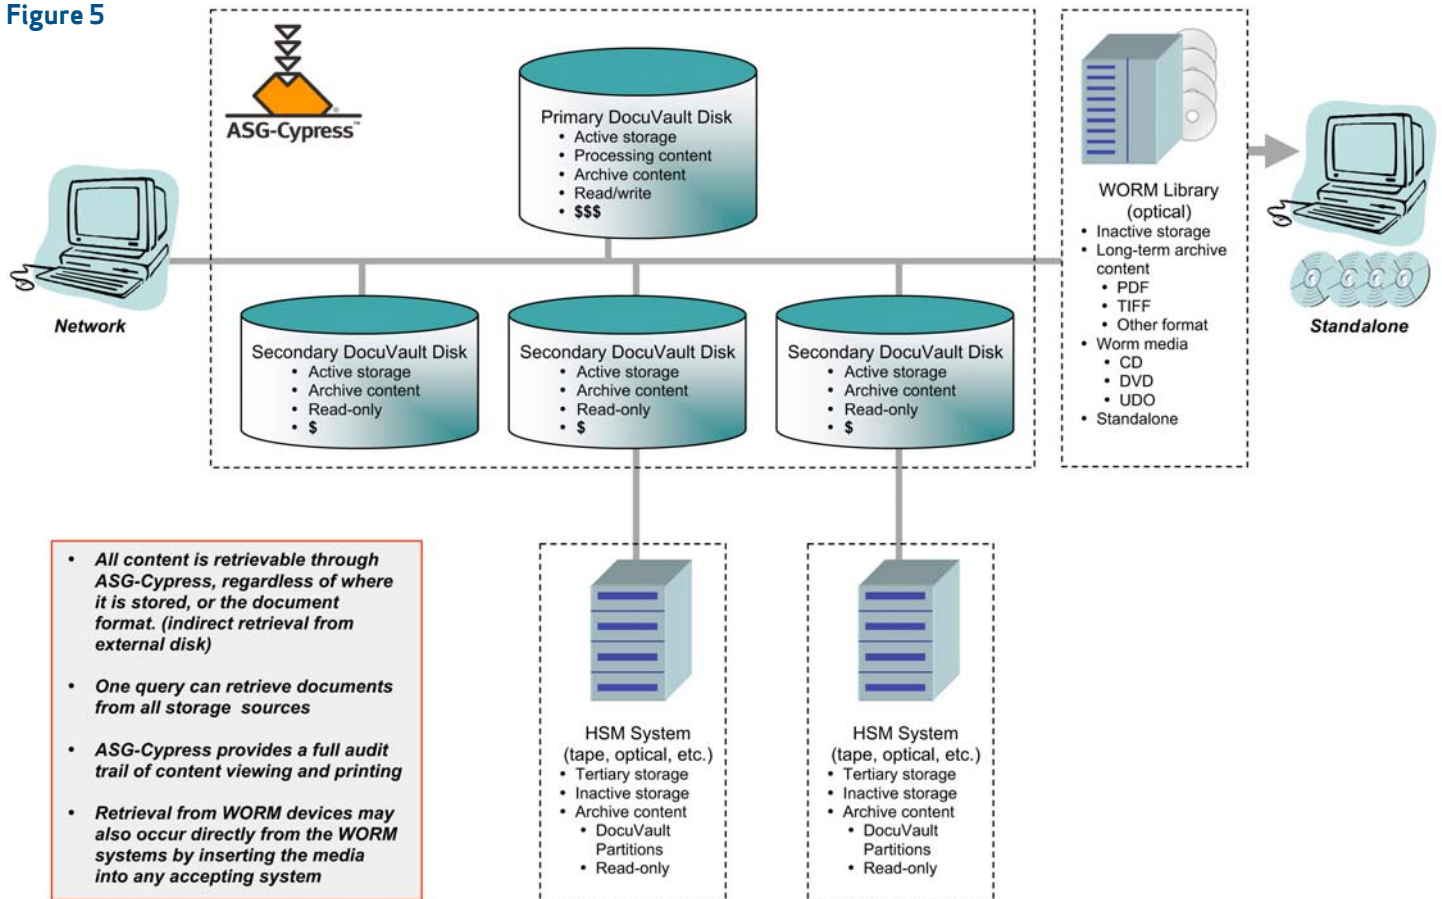 Figure 5
ASG-Cypress™
Primary DocuVault Disk
• Active storage
• Processing content
• Archive content
• Read/write
• $$$
Network
Secondary DocuVault Disk
• Active storage
• Archive content
• Read-only
• $
Secondary DocuVault Disk
• Active storage
• Archive content
• Read-only
• $
Secondary DocuVault Disk
• Active storage
• Archive content
• Read-only
• $
WORM Library
(optical)
• Inactive storage
• Long-term archive
content
• PDF
• TIFF
• Other format
• Worm media
• CD
• DVD
• UDO
• Standalone
Standalone
• All content is retrievable through
ASG-Cypress, regardless of where
it is stored, or the document
format. (indirect retrieval from
external disk)
• One query can retrieve documents
from all storage sources
• ASG-Cypress provides a full audit
trail of content viewing and printing
• Retrieval from WORM devices may
also occur directly from the WORM
systems by inserting the media
into any accepting system
HSM System
(tape, optical, etc.)
• Tertiary storage
• Inactive storage
• Archive content
• DocuVault
Partitions
• Read-only
HSM System
(tape, optical, etc.)
• Tertiary storage
• Inactive storage
• Archive content
• DocuVault
Partitions
• Read-only